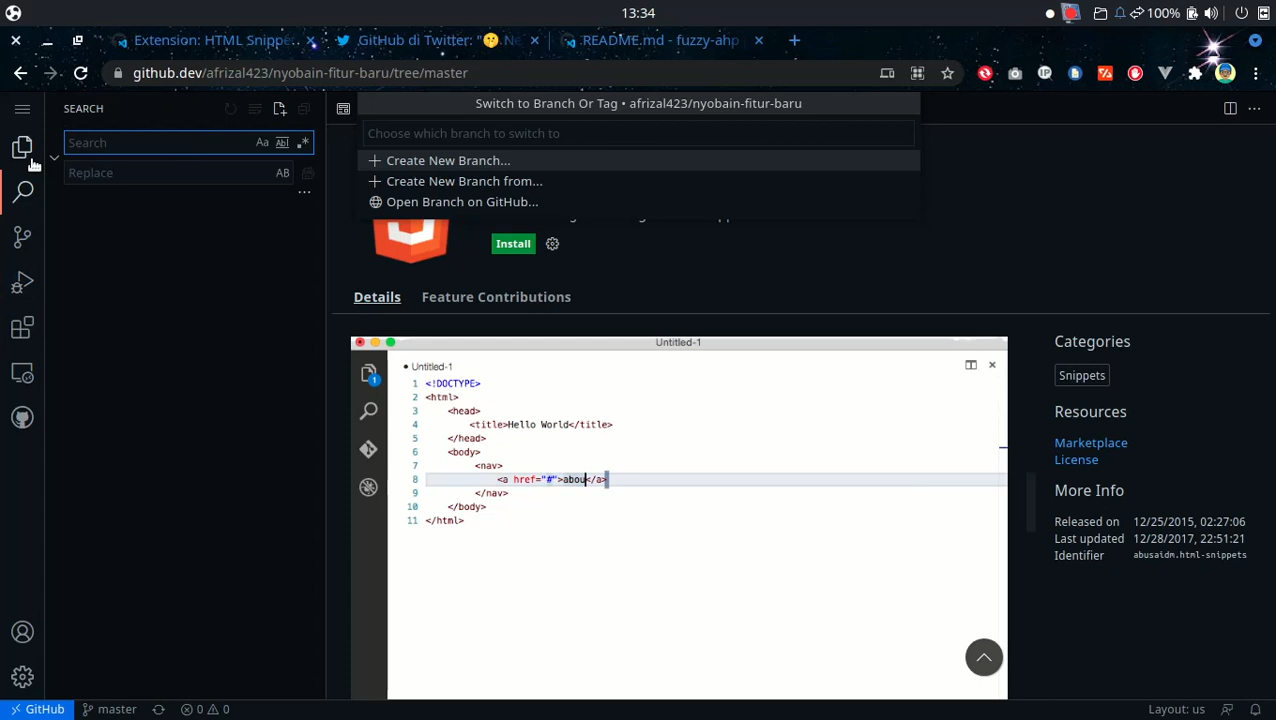 13:34
100%
Extension: HTML Snippe
GitHub di Twitter: "🤫 Ne
README.md - fuzzy-ahp
github.dev/afrizal423/nyobain-fitur-baru/tree/master
SEARCH
Search
Aa
Replace
AB
Switch to Branch Or Tag • afrizal423/nyobain-fitur-baru
Choose which branch to switch to
Create New Branch...
Create New Branch from...
Open Branch on GitHub...
Install
Details Feature Contributions
Untitled-1
Untitled-1
1 <!DOCTYPE>
2 <html>
3 <head>
4 <title>Hello World</title>
5 </head>
6 <body>
7 <nav>
8 <a href="#">abou</a>
9 </nav>
10 </body>
11 </html>
Categories
Snippets
Resources
Marketplace
License
More Info
Released on 12/25/2015, 02:27:06
Last updated 12/28/2017, 22:51:21
Identifier abusaidm.html-snippets
GitHub master 0 0 Layout: us